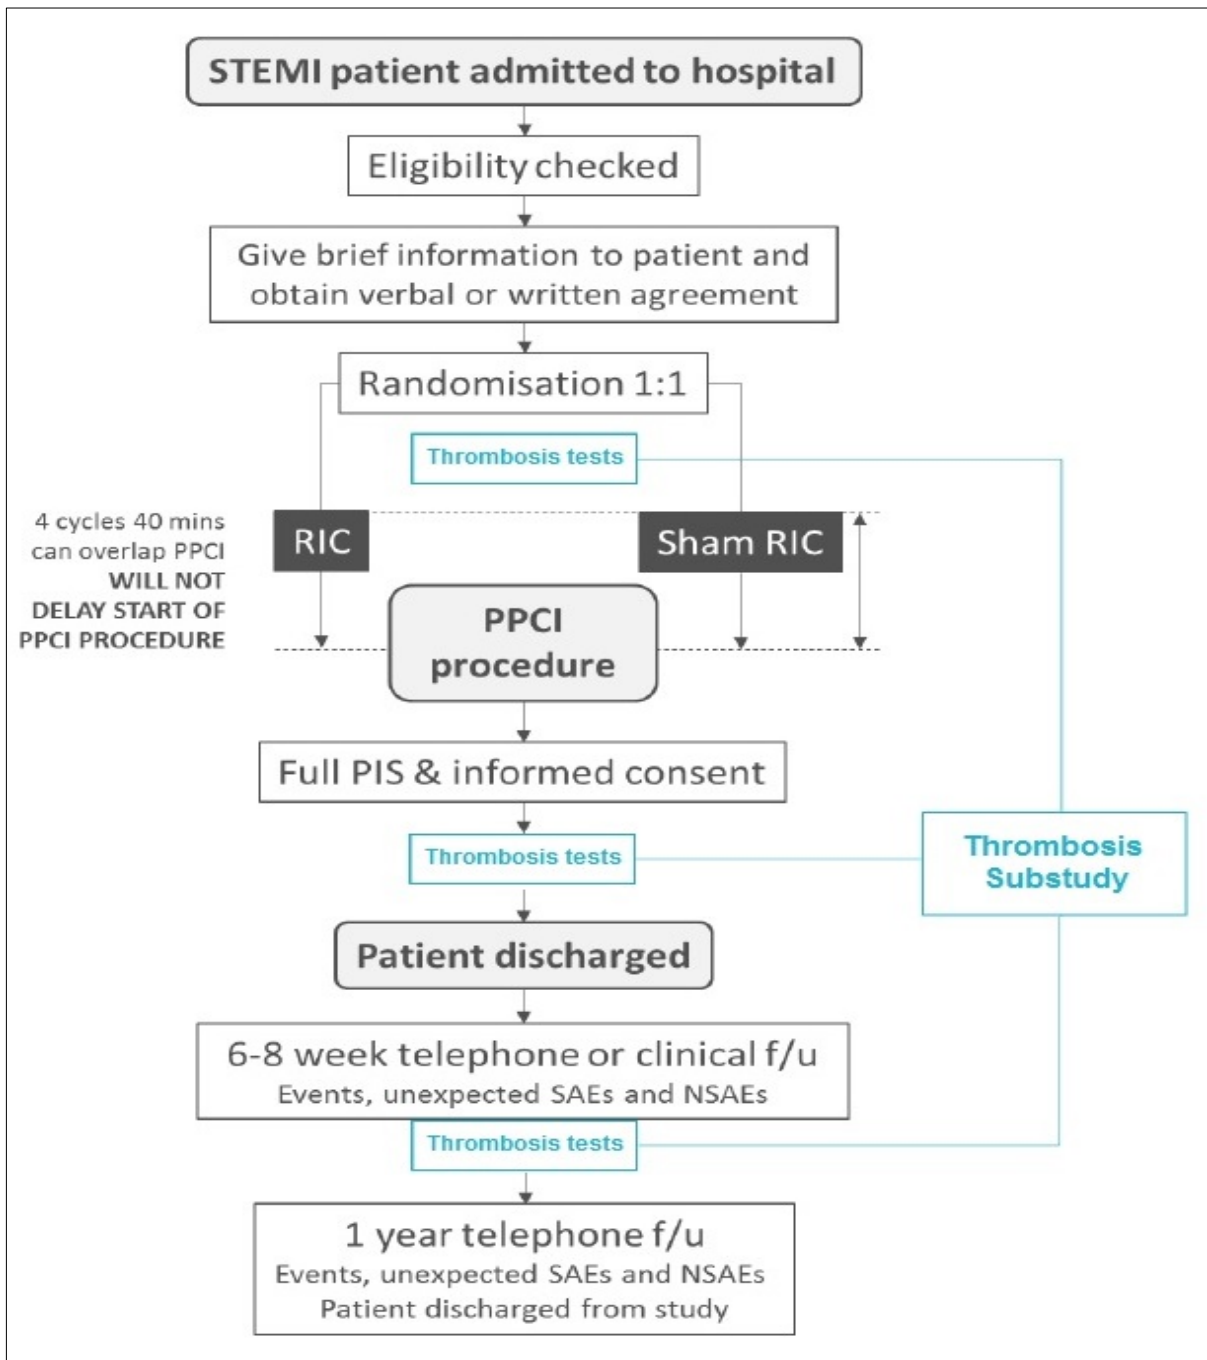 STEMI patient admitted to hospital
Eligibility checked
Give brief information to patient and
obtain verbal or written agreement
Randomisation 1:1
Thrombosis tests
4 cycles 40 mins
can overlap PPCI
WILL NOT
DELAY START OF
PPCI PROCEDURE
RIC
Sham RIC
PPCI
procedure
Full PIS & informed consent
Thrombosis tests
Thrombosis
Substudy
Patient discharged
6-8 week telephone or clinical f/u
Events, unexpected SAEs and NSAEs
Thrombosis tests
1 year telephone f/u
Events, unexpected SAEs and NSAEs
Patient discharged from study